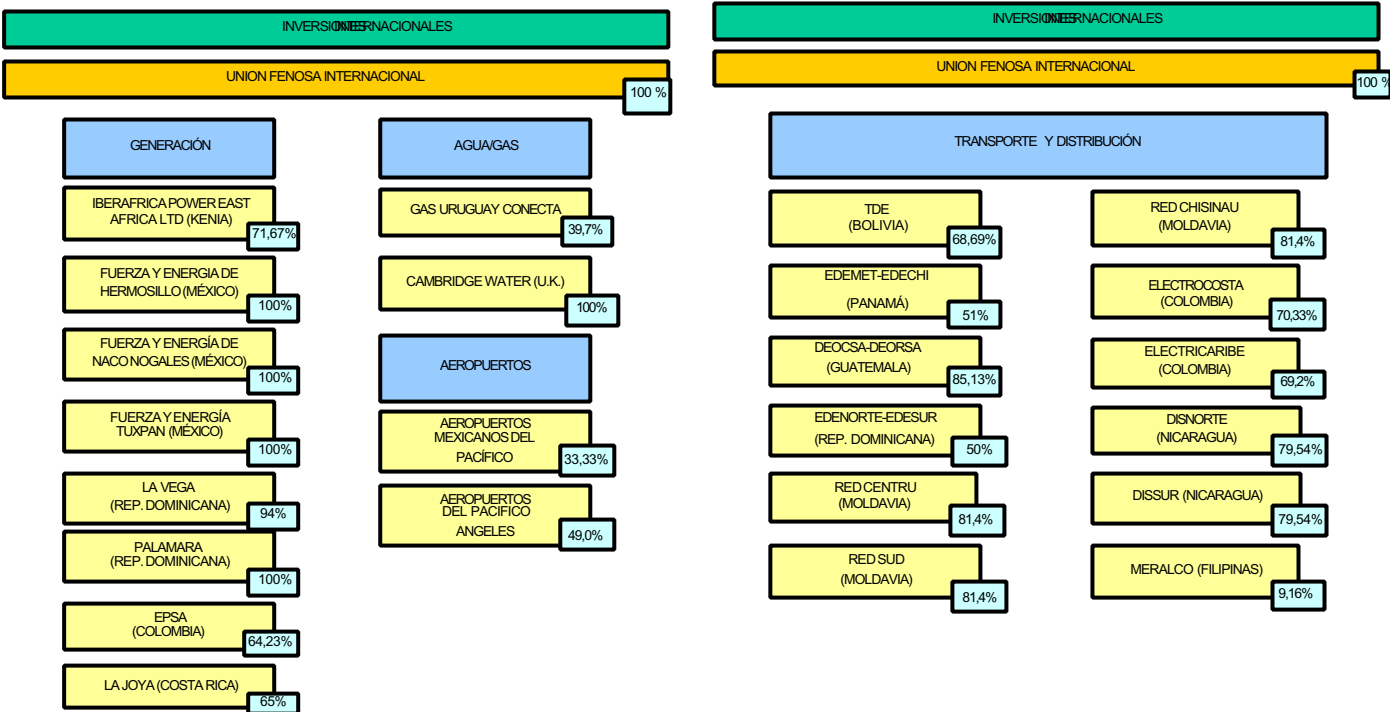 INVERSIONES INTERNACIONALES
UNION FENOSA INTERNACIONAL
100 %
GENERACIÓN
IBERAFRICA POWER EAST
AFRICA LTD (KENIA)
71,67%
FUERZA Y ENERGIA DE
HERMOSILLO (MÉXICO)
100%
FUERZA Y ENERGÍA DE
NACO NOGALES (MÉXICO)
100%
FUERZA Y ENERGÍA
TUXPAN (MÉXICO)
100%
LA VEGA
(REP. DOMINICANA)
94%
PALAMARA
(REP. DOMINICANA)
100%
EPSA
(COLOMBIA)
64,23%
LA JOYA (COSTA RICA)
65%
AGUA/GAS
GAS URUGUAY CONECTA
39,7%
CAMBRIDGE WATER (U.K.)
100%
AEROPUERTOS
AEROPUERTOS
MEXICANOS DEL
PACÍFICO
33,33%
AEROPUERTOS
DEL PACIFICO
ANGELES
49,0%
INVERSIONES INTERNACIONALES
UNION FENOSA INTERNACIONAL
100 %
TRANSPORTE Y DISTRIBUCIÓN
TDE
(BOLIVIA)
68,69%
EDEMET-EDECHI
(PANAMÁ)
51%
DEOCSA-DEORSA
(GUATEMALA)
85,13%
EDENORTE-EDESUR
(REP. DOMINICANA)
50%
RED CENTRU
(MOLDAVIA)
81,4%
RED SUD
(MOLDAVIA)
81,4%
RED CHISINAU
(MOLDAVIA)
81,4%
ELECTROCOSTA
(COLOMBIA)
70,33%
ELECTRICARIBE
(COLOMBIA)
69,2%
DISNORTE
(NICARAGUA)
79,54%
DISSUR (NICARAGUA)
79,54%
MERALCO (FILIPINAS)
9,16%